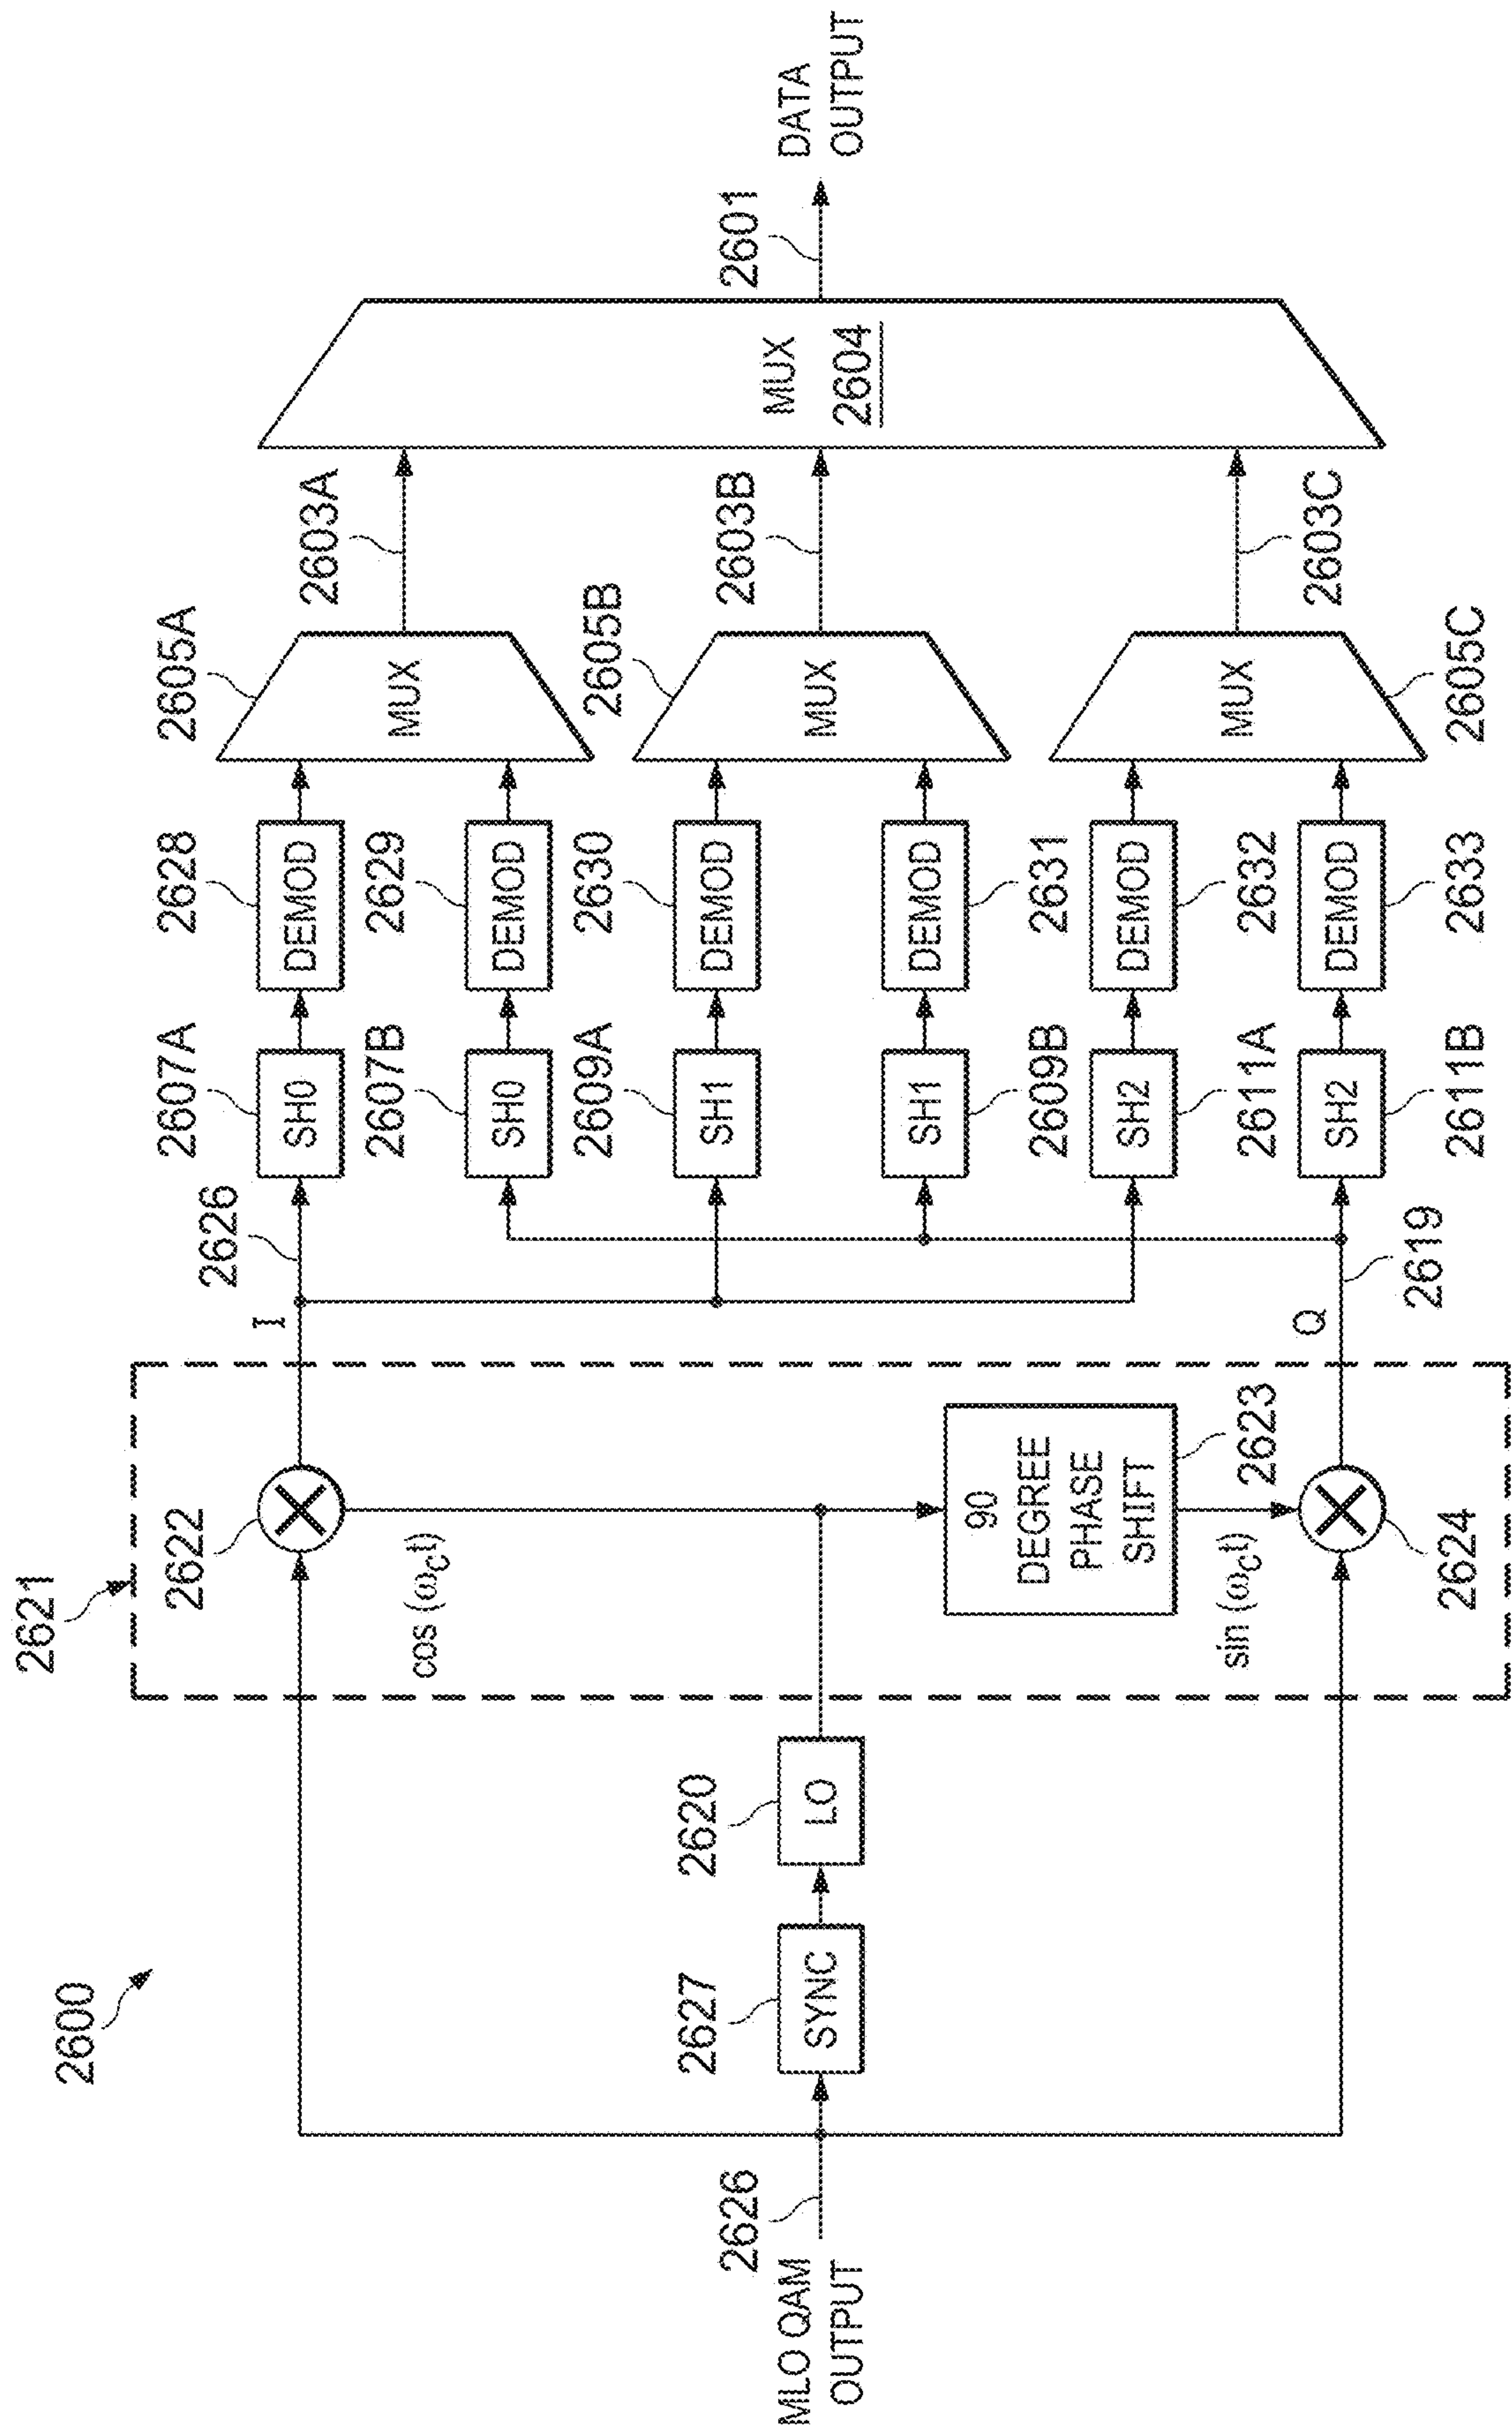 2600
2621
MLO QAM
OUTPUT
2626
2627
SYNC
2620
LO
2622
cos (ωct)
90
DEGREE
PHASE
SHIFT
2623
sin (ωct)
2624
I
2626
Q
2619
2607A
SH0
2607B
SH0
2609A
SH1
SH1
2609B
SH2
2611A
SH2
2611B
2628
DEMOD
2629
DEMOD
2630
DEMOD
DEMOD
2631
DEMOD
2632
DEMOD
2633
2605A
MUX
2605B
MUX
MUX
2605C
2603A
2603B
2603C
MUX
2604
2601
DATA
OUTPUT